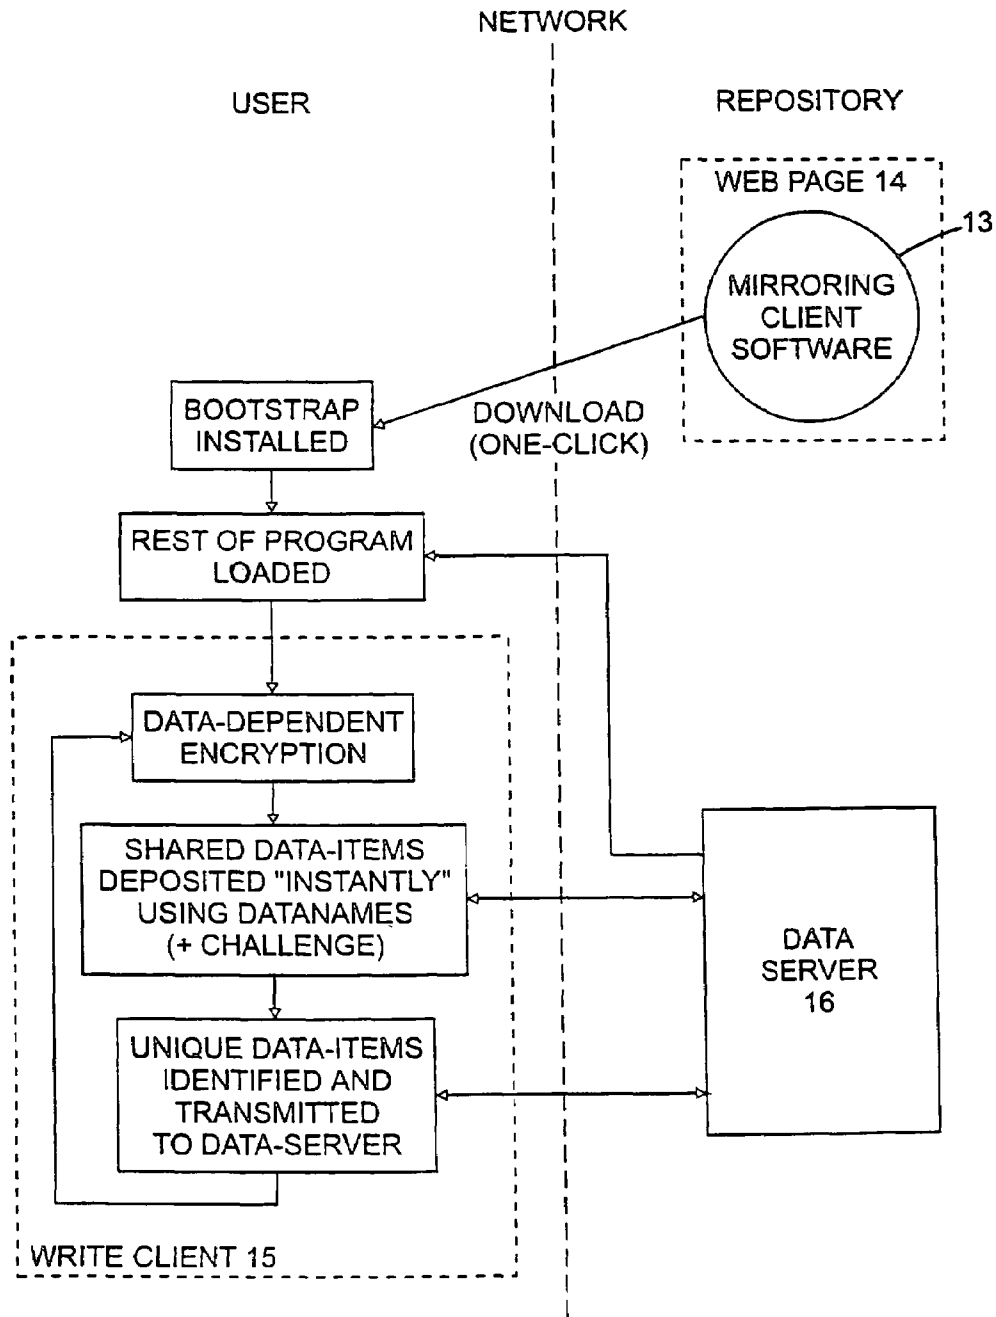 NETWORK
USER
REPOSITORY
WEB PAGE 14
13
MIRRORING
CLIENT
SOFTWARE
BOOTSTRAP
INSTALLED
DOWNLOAD
(ONE-CLICK)
REST OF PROGRAM
LOADED
DATA-DEPENDENT
ENCRYPTION
SHARED DATA-ITEMS
DEPOSITED "INSTANTLY"
USING DATANAMES
(+ CHALLENGE)
DATA
SERVER
16
UNIQUE DATA-ITEMS
IDENTIFIED AND
TRANSMITTED
TO DATA-SERVER
WRITE CLIENT 15